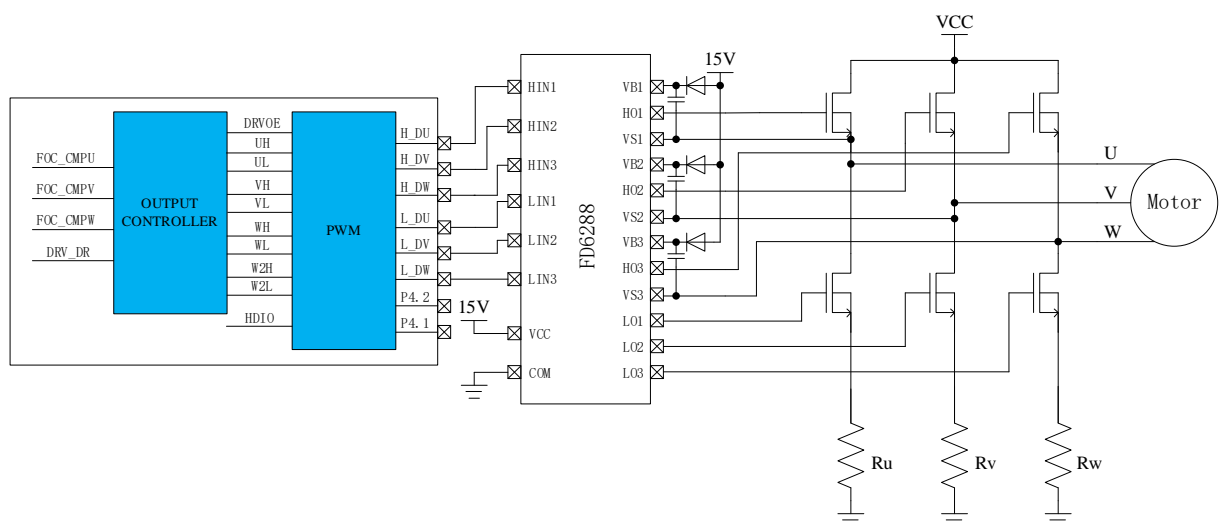 FOC_CMPU
FOC_CMPV
FOC_CMPW
DRV_DR
OUTPUT
CONTROLLER
DRVOE
UH
UL
VH
VL
WH
WL
W2H
W2L
HDIO
PWM
H_DU
H_DV
H_DW
L_DU
L_DV
L_DW
P4.2
P4.1
15V
HIN1
HIN2
HIN3
LIN1
LIN2
LIN3
VCC
COM
FD6288
VB1
HO1
VS1
VB2
HO2
VS2
VB3
HO3
VS3
LO1
LO2
LO3
15V
VCC
U
V
W
Motor
Ru
Rv
Rw